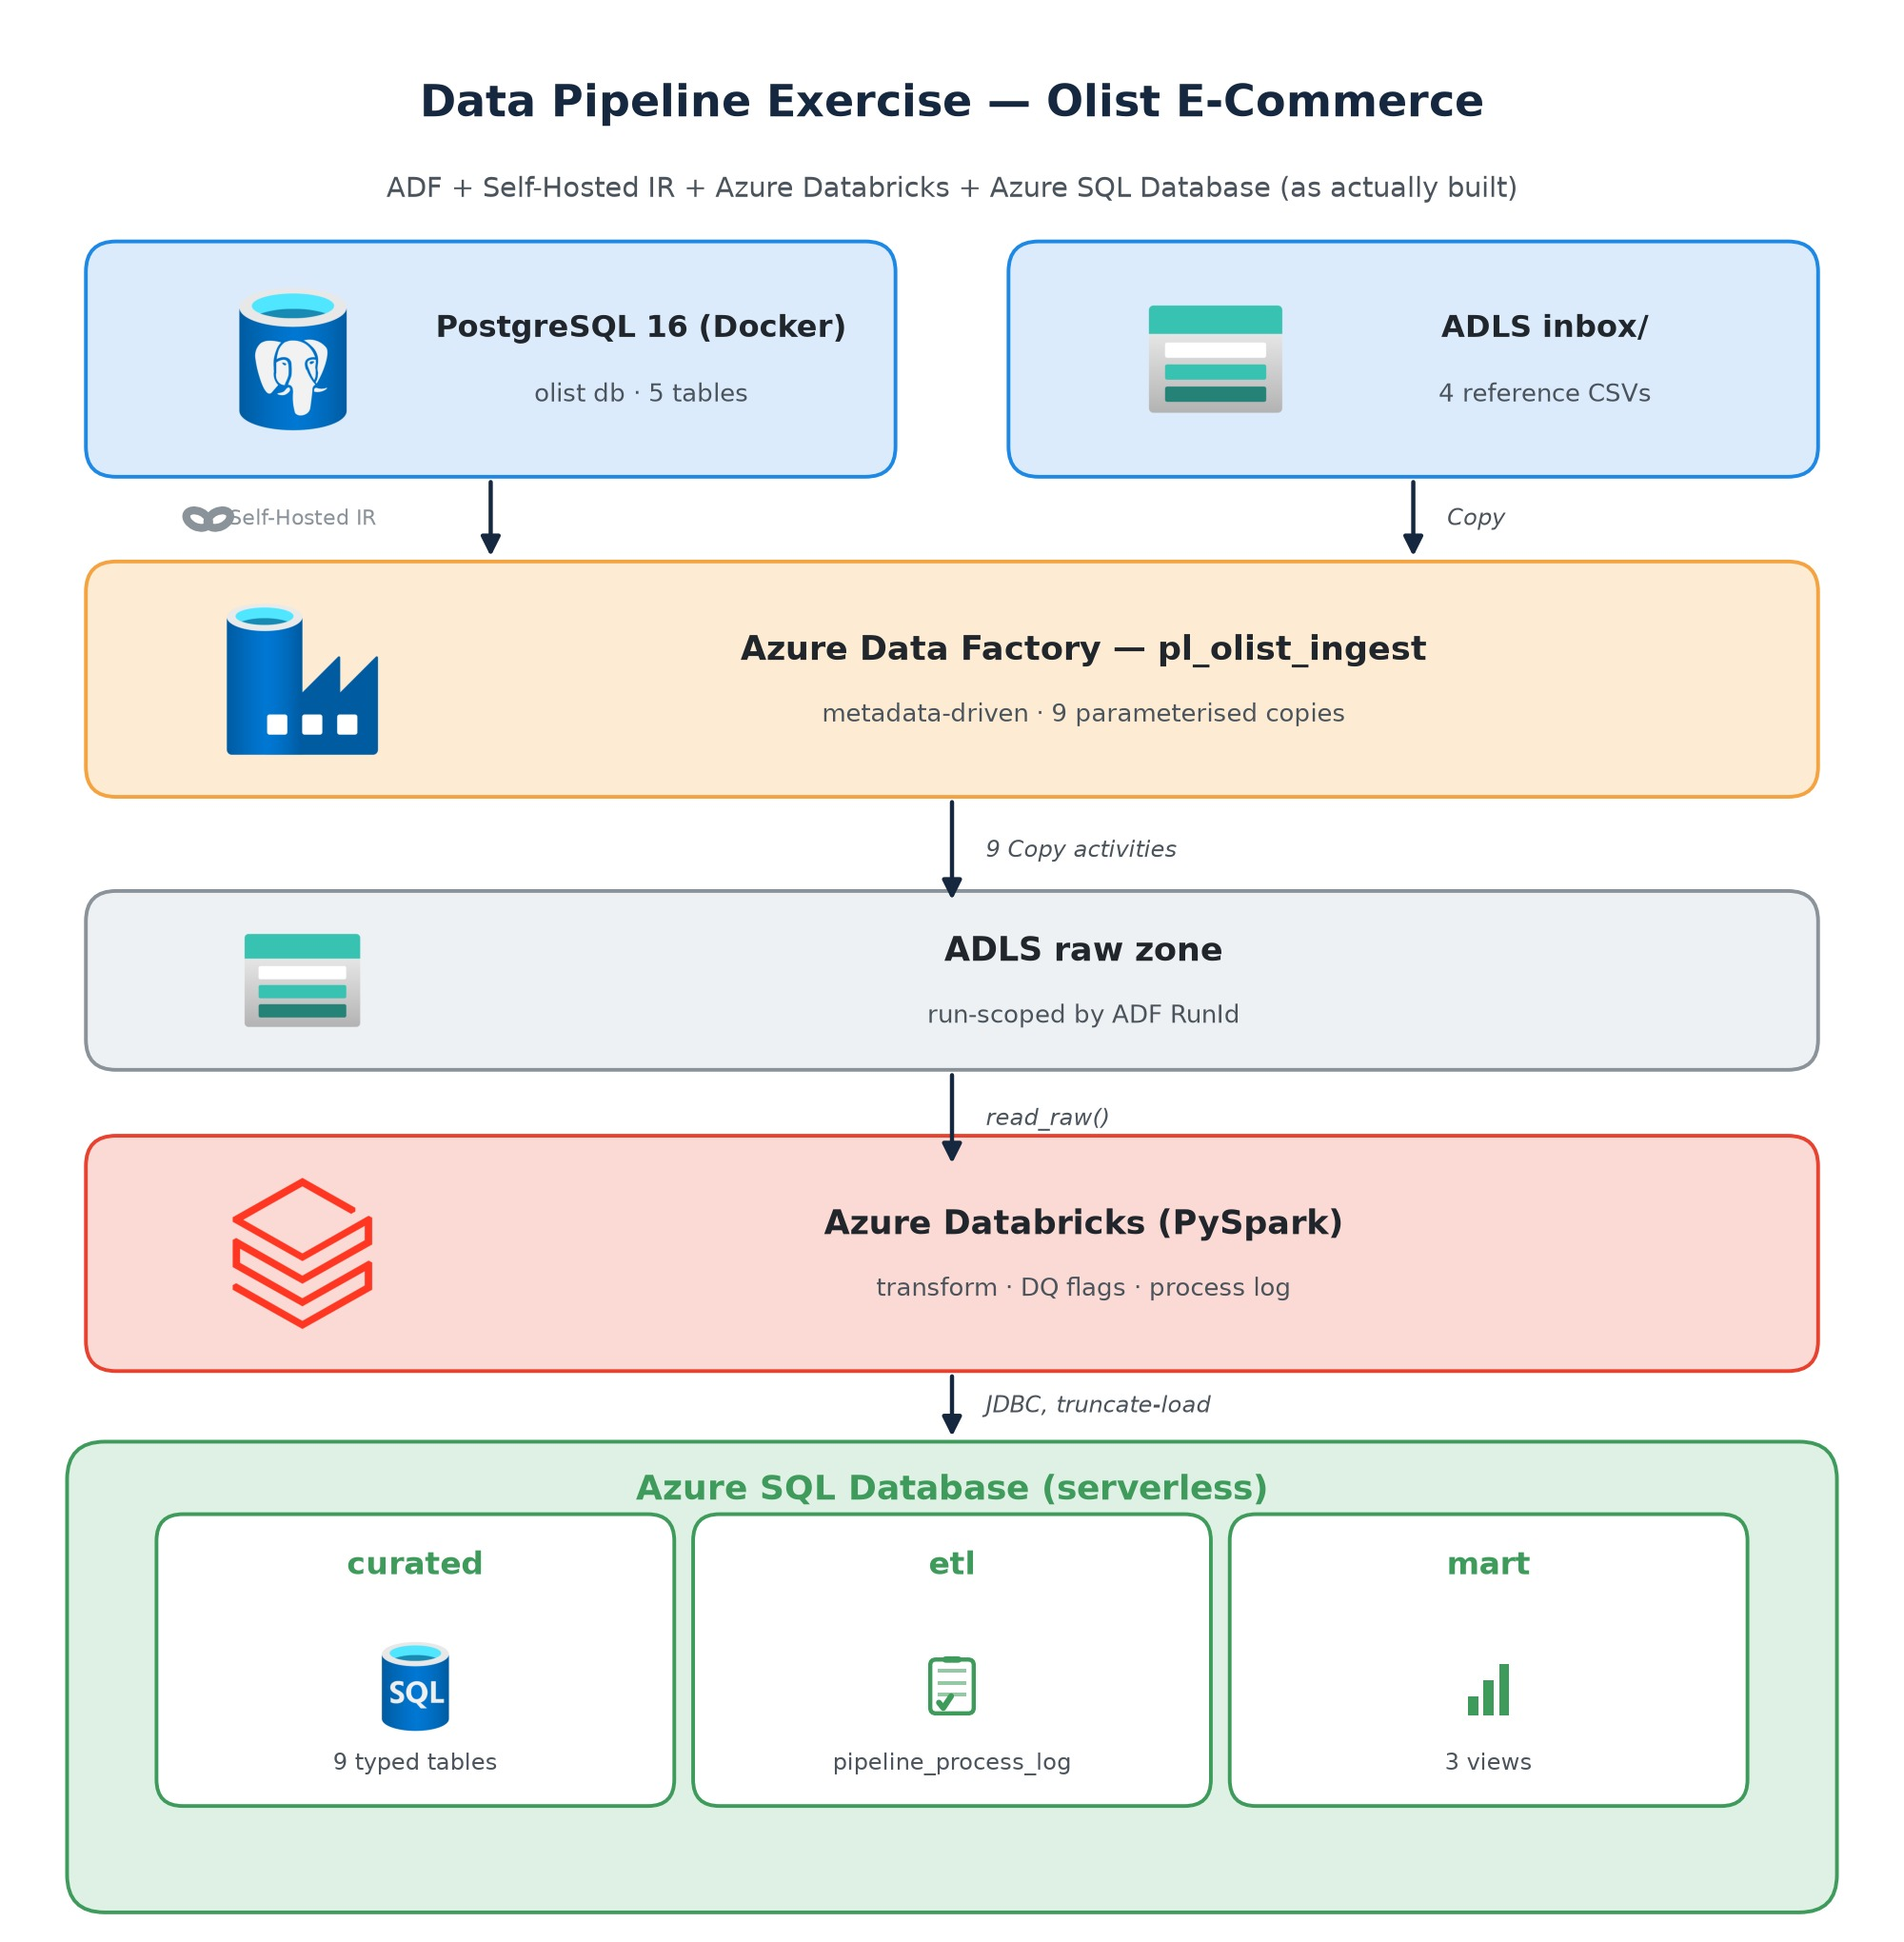 Data Pipeline Exercise — Olist E-Commerce
ADF + Self-Hosted IR + Azure Databricks + Azure SQL Database (as actually built)
PostgreSQL 16 (Docker)
olist db · 5 tables
ADLS inbox/
4 reference CSVs
Self-Hosted IR
Copy
Azure Data Factory — pl_olist_ingest
metadata-driven · 9 parameterised copies
9 Copy activities
ADLS raw zone
run-scoped by ADF RunId
read_raw()
Azure Databricks (PySpark)
transform · DQ flags · process log
JDBC, truncate-load
Azure SQL Database (serverless)
curated
SQL
9 typed tables
etl
pipeline_process_log
mart
3 views